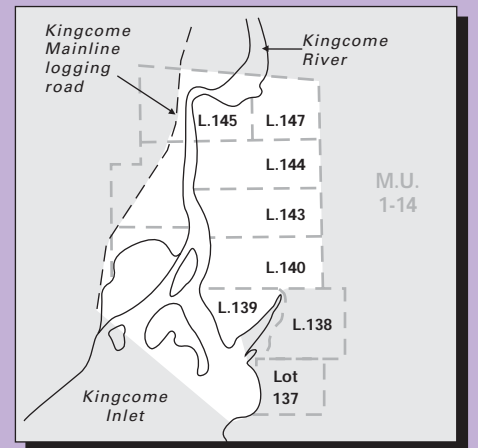 Kingcome
Mainline
logging
road
Kingcome
River
L.145
L.147
L.144
M.U.
1-14
L.143
L.140
L.139
L.138
Lot
137
Kingcome
Inlet